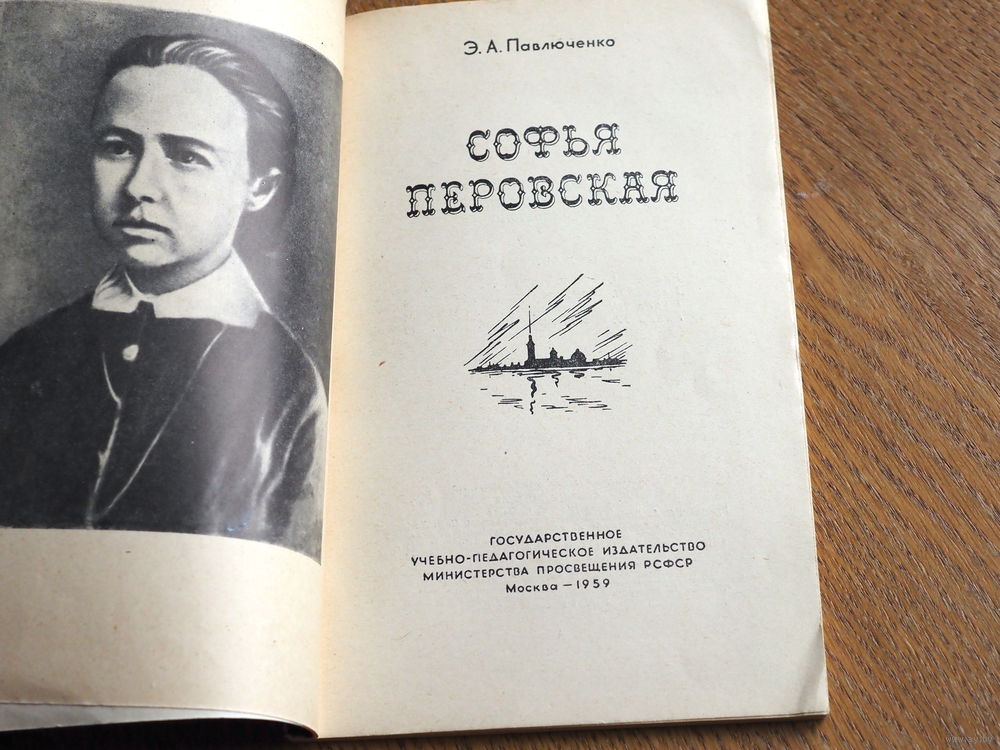 Э. А. Павлюченко
СОФЬЯ
ПЕРОВСКАЯ
ГОСУДАРСТВЕННОЕ
УЧЕБНО-ПЕДАГОГИЧЕСКОЕ ИЗДАТЕЛЬСТВО
МИНИСТЕРСТВА ПРОСВЕЩЕНИЯ РСФСР
Москва — 1959